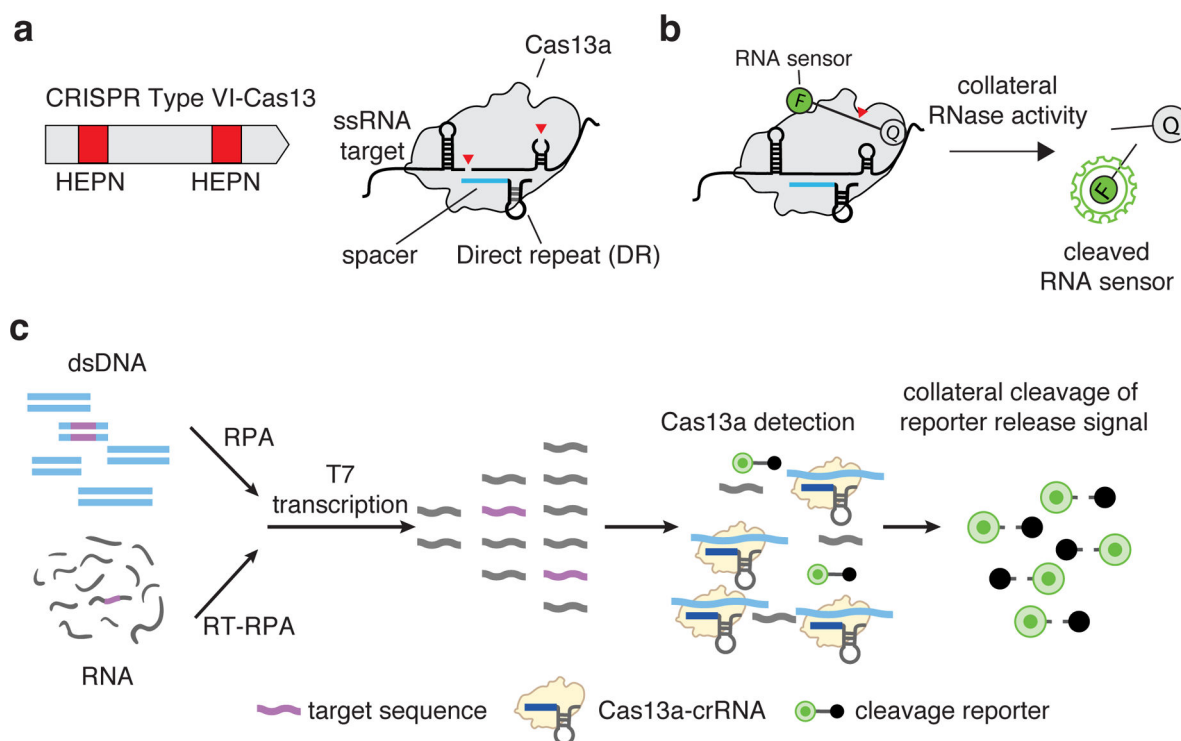 a
CRISPR Type VI-Cas13
HEPN
HEPN
Cas13a
ssRNA
target
spacer
Direct repeat (DR)
b
RNA sensor
F
Q
collateral
RNase activity
Q
F
cleaved
RNA sensor
c
dsDNA
RPA
RNA
RT-RPA
T7
transcription
Cas13a detection
collateral cleavage of
reporter release signal
target sequence
Cas13a-crRNA
cleavage reporter